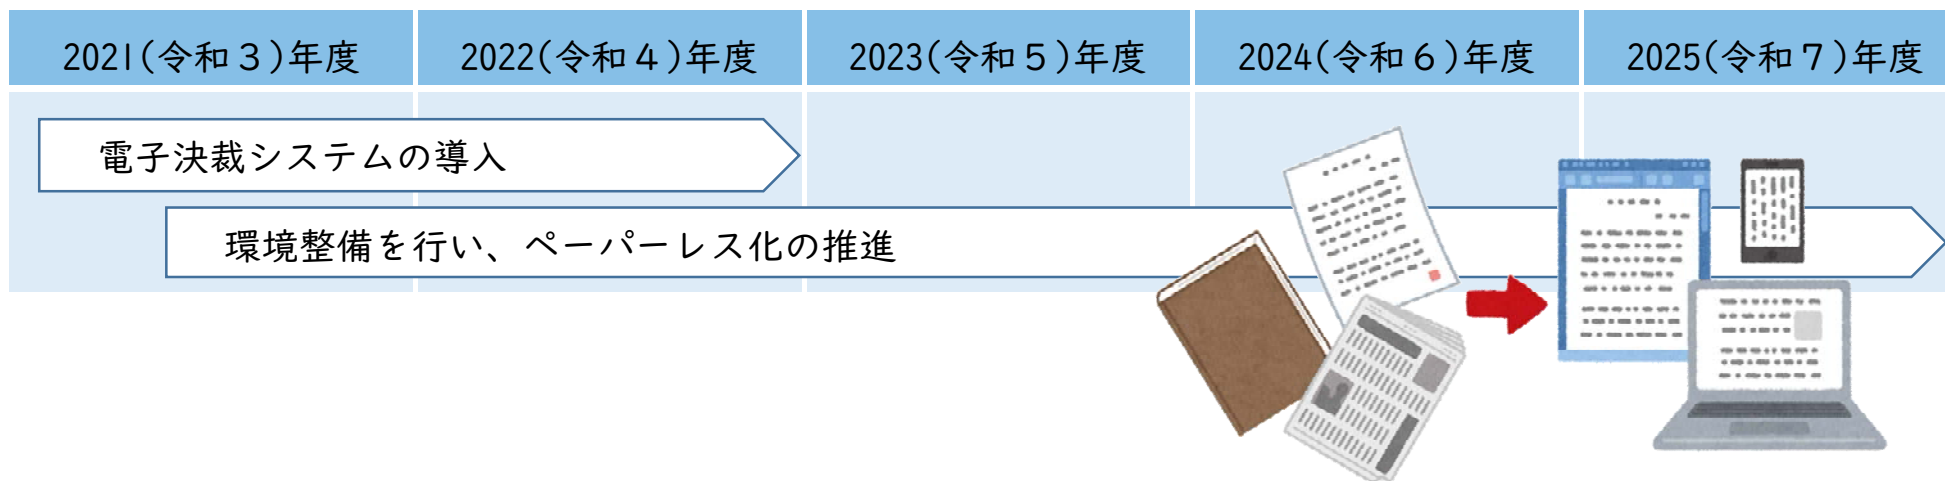 2021(令和３)年度
2022(令和４)年度
2023(令和５)年度
2024(令和６)年度
2025(令和７)年度
電子決裁システムの導入
環境整備を行い、ペーパーレス化の推進